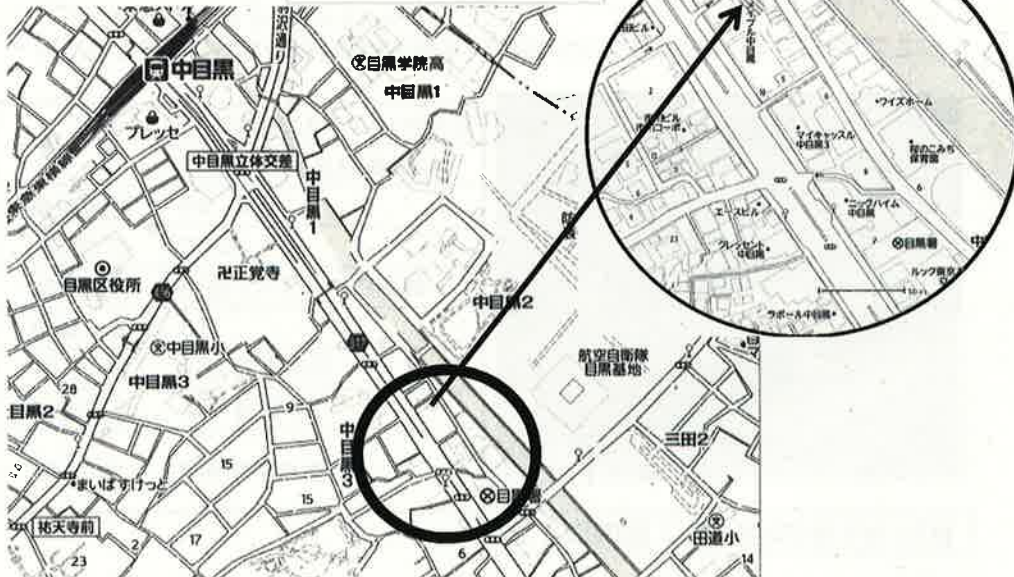 中目黒
プレッセ
中目黒立体交差
駒沢通り
㊫目黒学院高
中目黒1
中目黒1
目黒区役所
卍正覚寺
中目黒2
㊫中目黒小
中目黒3
28
目黒2
9
15
15
17
まいばすけっと
祐天寺前
23
2
中目黒3
6
目黒署
航空自衛隊
目黒基地
三田2
田道小
14
2
マイキャッスル
中目黒3
ワイズホーム
保育園
6
エースビル
ニックハイム
中目黒
クレッセント
中目黒
目黒署
ラポール中目黒